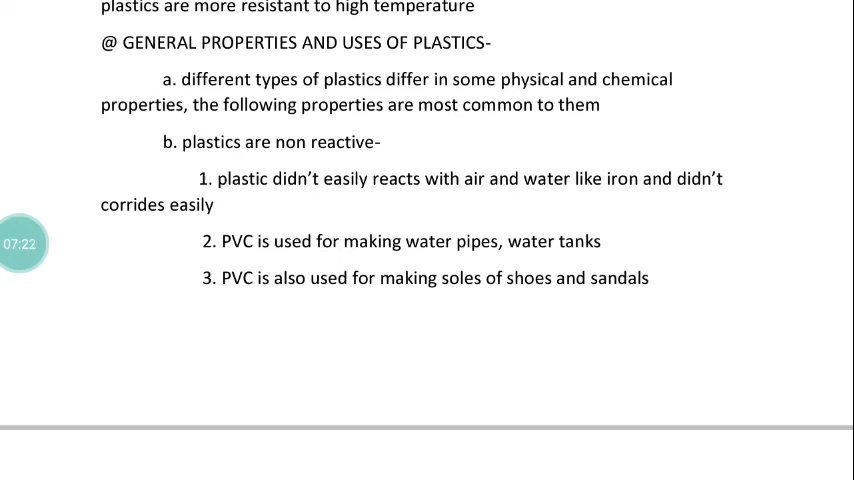 plastics are more resistant to high temperature
@ GENERAL PROPERTIES AND USES OF PLASTICS-
a. different types of plastics differ in some physical and chemical
properties, the following properties are most common to them
b. plastics are non reactive-
1. plastic didn’t easily reacts with air and water like iron and didn’t
corrides easily
07:22
2. PVC is used for making water pipes, water tanks
3. PVC is also used for making soles of shoes and sandals